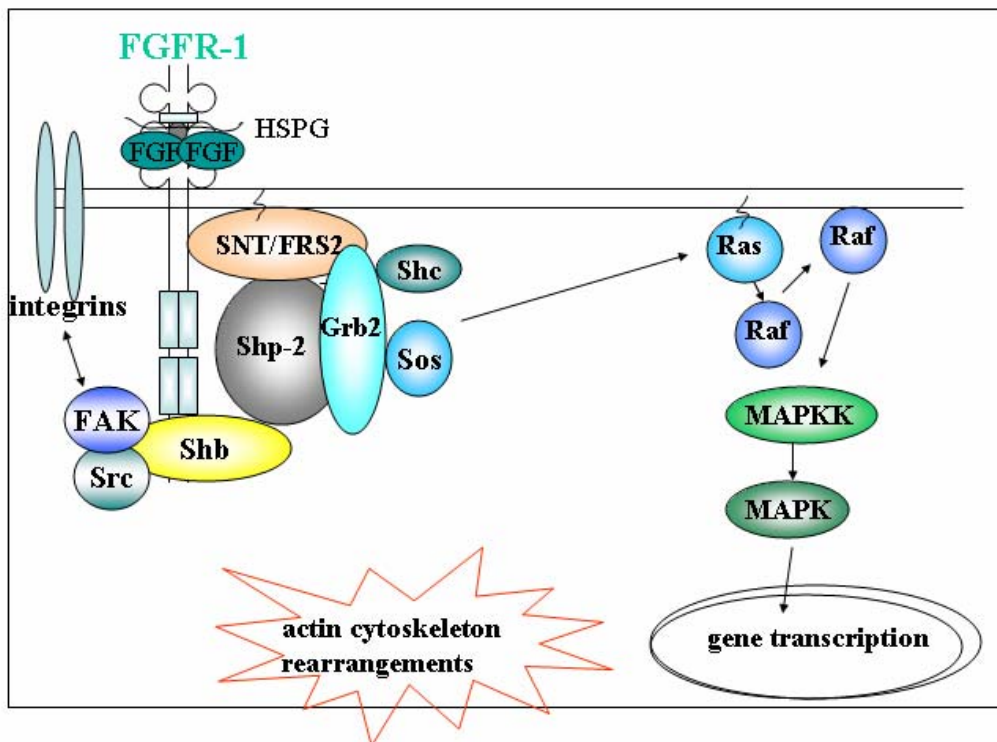 FGFR-1
HSPG
FGF
FGF
SNT/FRS2
Ras
Raf
Shc
integrins
Grb2
Raf
Shp-2
Sos
FAK
MAPKK
Shb
Src
MAPK
actin cytoskeleton
rearrangements
gene transcription